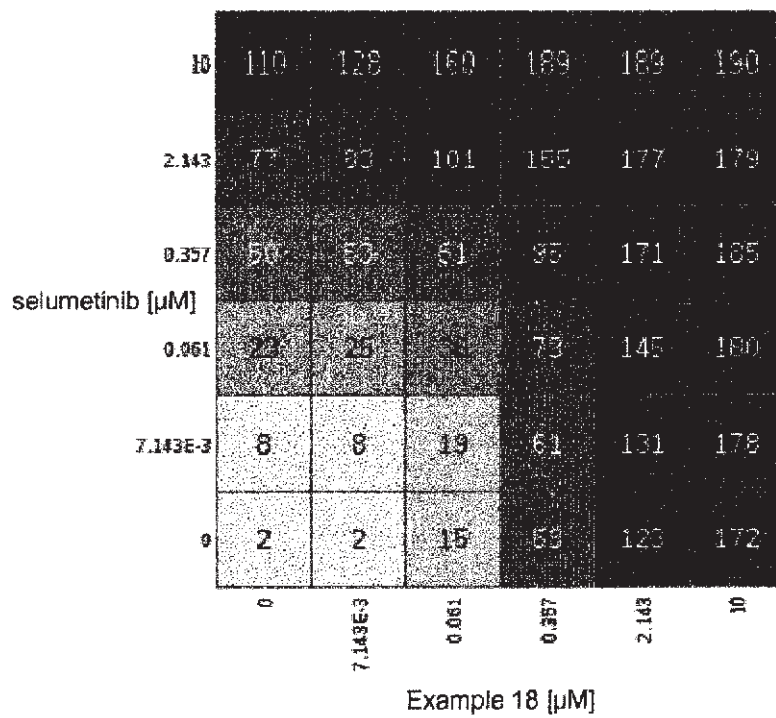 10 110 128 160 189 189 190
2.143 77 101 155 177 179
0.357 61 171 185
selumetinib [µM]
0.061 23 25 73 145 180
7.143E-3 8 8 19 61 131 178
0 2 2 15 123 172
0 7.143E-3 0.061 0.357 2.143 10
Example 18 [µM]